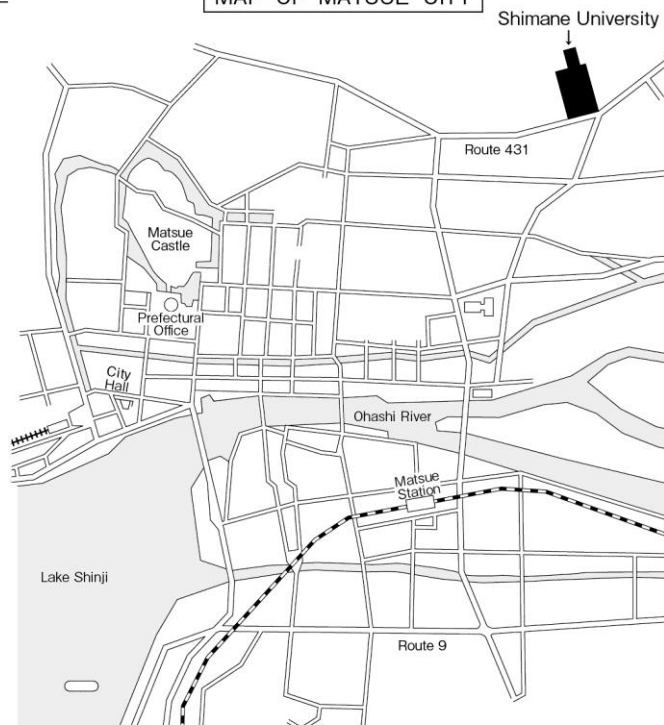 MAP OF MATSUE CITY
Shimane University
Route 431
Matsue
Castle
Prefectural
Office
City
Hall
Ohashi River
Matsue
Station
Lake Shinji
Route 9